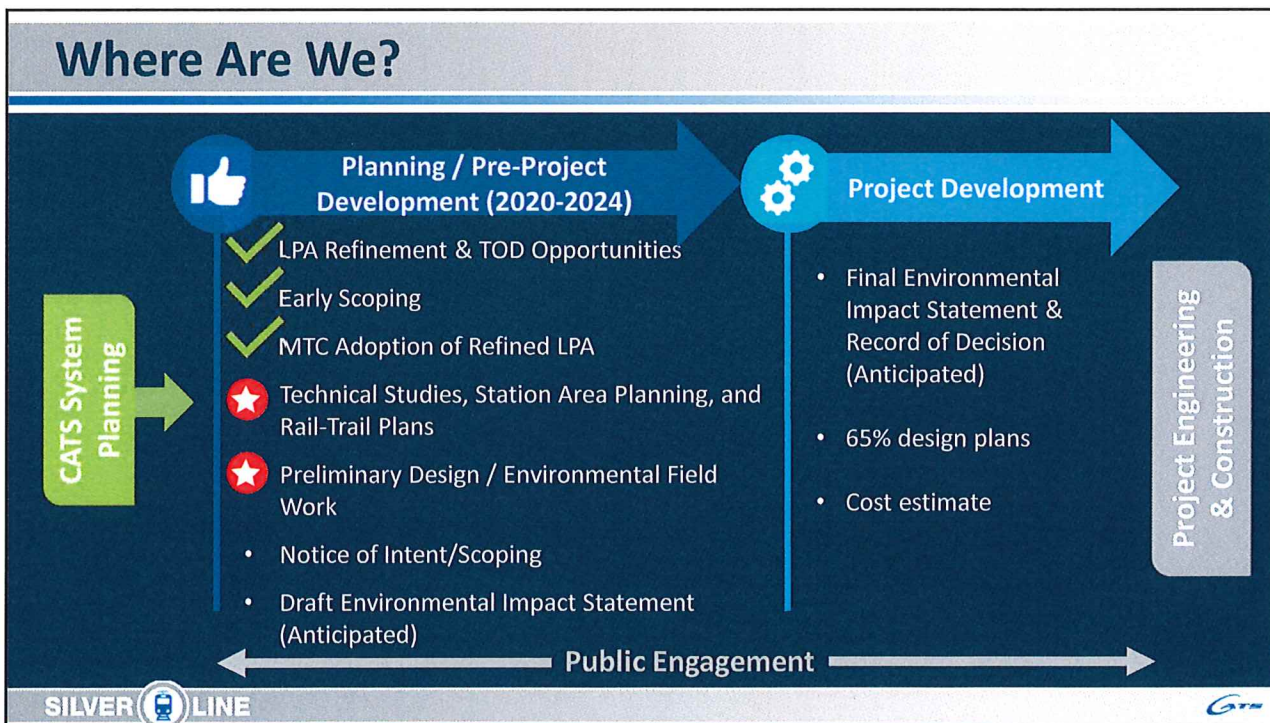 Where Are We?
CATS System
Planning
Planning / Pre-Project
Development (2020-2024)
LPA Refinement & TOD Opportunities
Early Scoping
MTC Adoption of Refined LPA
Technical Studies, Station Area Planning, and
Rail-Trail Plans
Preliminary Design / Environmental Field
Work
• Notice of Intent/Scoping
• Draft Environmental Impact Statement
(Anticipated)
Project Development
• Final Environmental
Impact Statement &
Record of Decision
(Anticipated)
• 65% design plans
• Cost estimate
Project Engineering
& Construction
Public Engagement
SILVER LINE
CATS